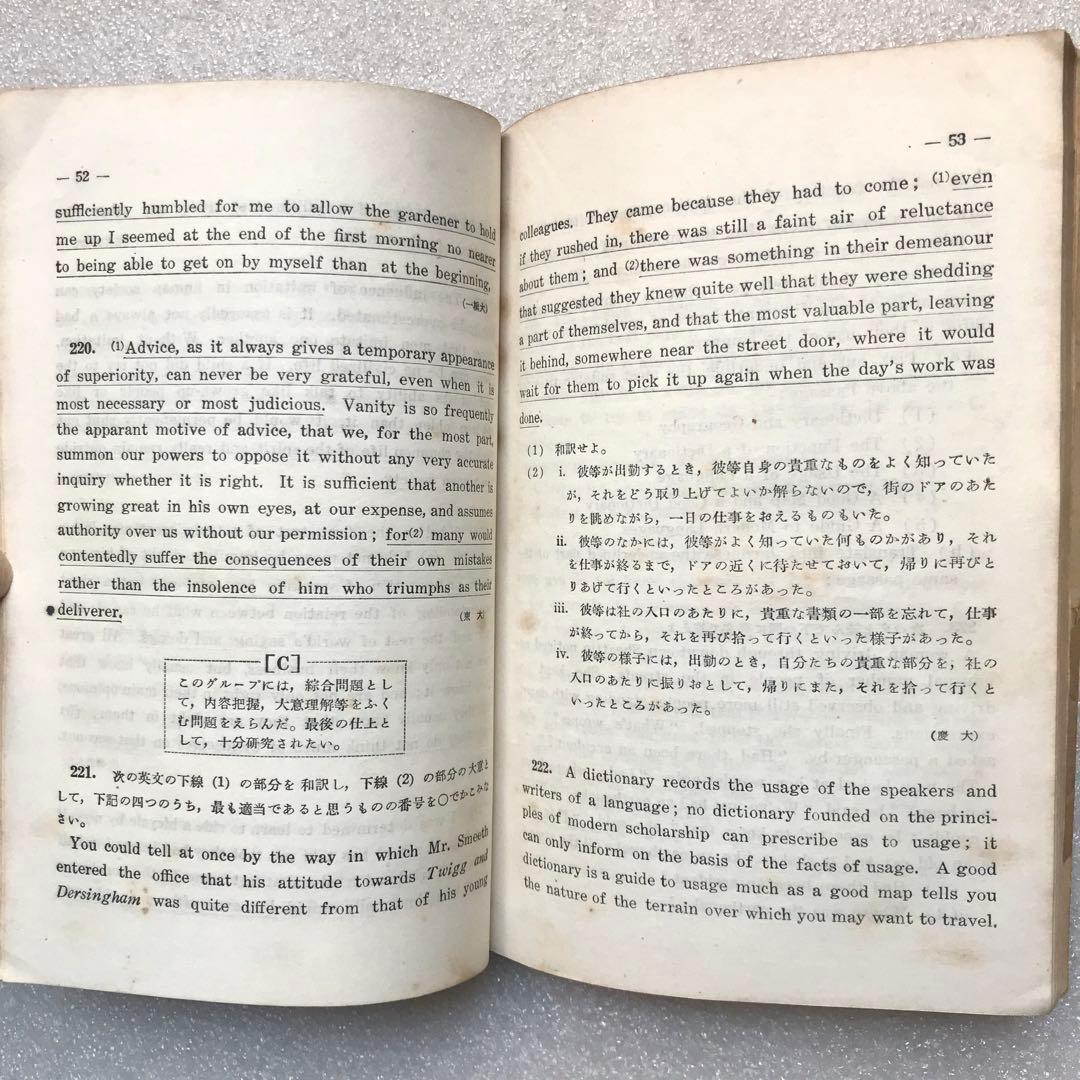 — 52 —
sufficiently humbled for me to allow the gardener to hold
me up I seemed at the end of the first morning no nearer
to being able to get on by myself than at the beginning.
(一橋大)
220. (1)Advice, as it always gives a temporary appearance
of superiority, can never be very grateful, even when it is
most necessary or most judicious. Vanity is so frequently
the apparant motive of advice, that we, for the most part,
summon our powers to oppose it without any very accurate
inquiry whether it is right. It is sufficient that another is
growing great in his own eyes, at our expense, and assumes
authority over us without our permission; for(2) many would
contentedly suffer the consequences of their own mistakes
rather than the insolence of him who triumphs as their
deliverer.
(東大)
[C]
このグループには，綜合問題とし
て，内容把握，大意理解等をふく
む問題をえらんだ。最後の仕上と
して，十分研究されたい。
221. 次の英文の下線 (1) の部分を和訳し，下線 (2) の部分の大意と
して，下記の四つのうち，最も適当であると思うものの番号を○でかこみな
さい。
You could tell at once by the way in which Mr. Smeeth
entered the office that his attitude towards Twigg and
Dersingham was quite different from that of his young
— 53 —
colleagues. They came because they had to come; (1)even
if they rushed in, there was still a faint air of reluctance
about them; and (2)there was something in their demeanour
that suggested they knew quite well that they were shedding
a part of themselves, and that the most valuable part, leaving
it behind, somewhere near the street door, where it would
wait for them to pick it up again when the day's work was
done.
(1) 和訳せよ。
(2) i. 彼等が出勤するとき，彼等自身の貴重なものをよく知っていた
が，それをどう取り上げてよいか解らないので，街のドアのあた
りを眺めながら，一日の仕事をおえるものもいた。
ii. 彼等のなかには，彼等がよく知っていた何ものかがあり，それ
を仕事が終るまで，ドアの近くに待たせておいて，帰りに再びと
りあげて行くといったところがあった。
iii. 彼等は社の入口のあたりに，貴重な書類の一部を忘れて，仕事
が終ってから，それを再び拾って行くといった様子があった。
iv. 彼等の様子には，出勤のとき，自分たちの貴重な部分を，社の
入口のあたりに振りおとして，帰りにまた，それを拾って行くと
いったところがあった。
(慶大)
222. A dictionary records the usage of the speakers and
writers of a language; no dictionary founded on the princi-
ples of modern scholarship can prescribe as to usage; it
can only inform on the basis of the facts of usage. A good
dictionary is a guide to usage much as a good map tells you
the nature of the terrain over which you may want to travel.